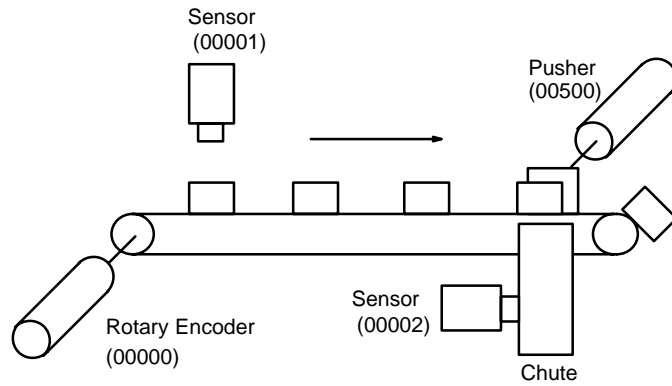 Sensor
(00001)
Pusher
(00500)
Sensor
(00002)
Rotary Encoder
(00000)
Chute